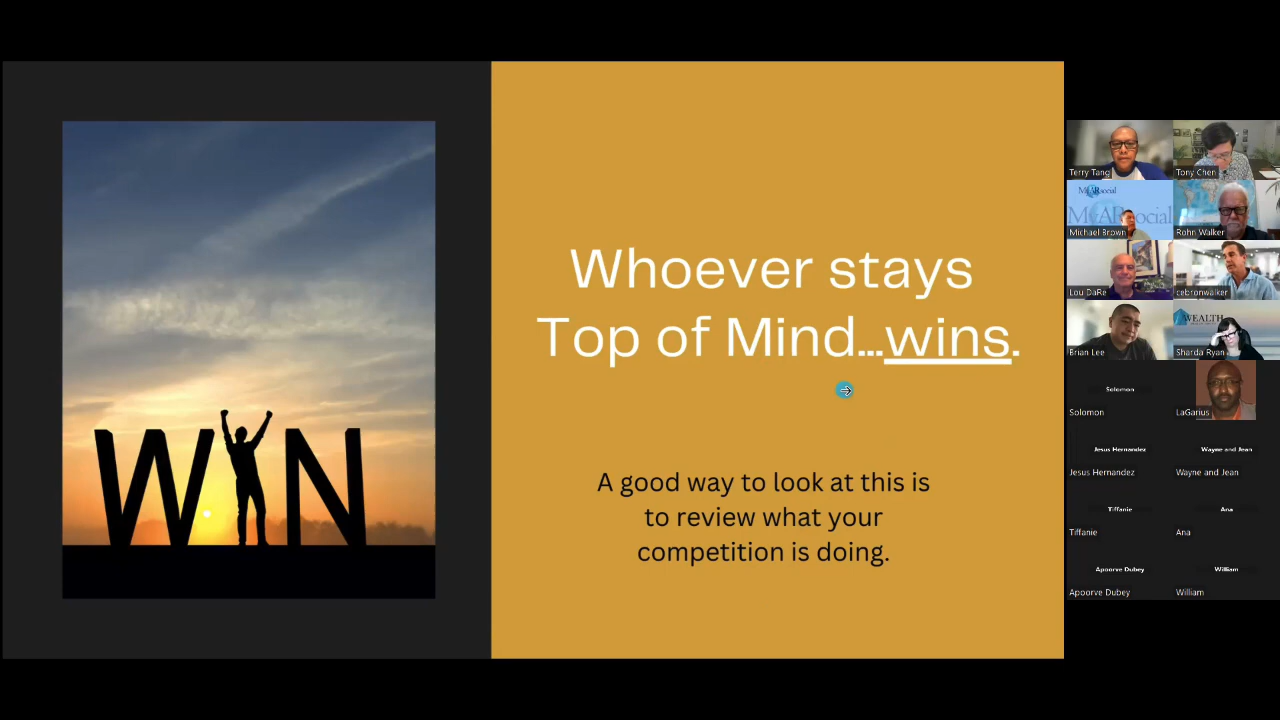 W N
Whoever stays
Top of Mind...wins.
A good way to look at this is
to review what your
competition is doing.
Terry Tang
Tony Chen
MyARsocial
MyARsocial
Michael Brown
Rohn Walker
Lou DaRe
cebronwalker
WEALTH
Brian Lee
Sharda Ryan
Solomon
Solomon
LaGarius
Jesus Hernandez
Wayne and Jean
Jesus Hernandez
Wayne and Jean
Tiffanie
Ana
Tiffanie
Ana
Apoorve Dubey
William
Apoorve Dubey
William